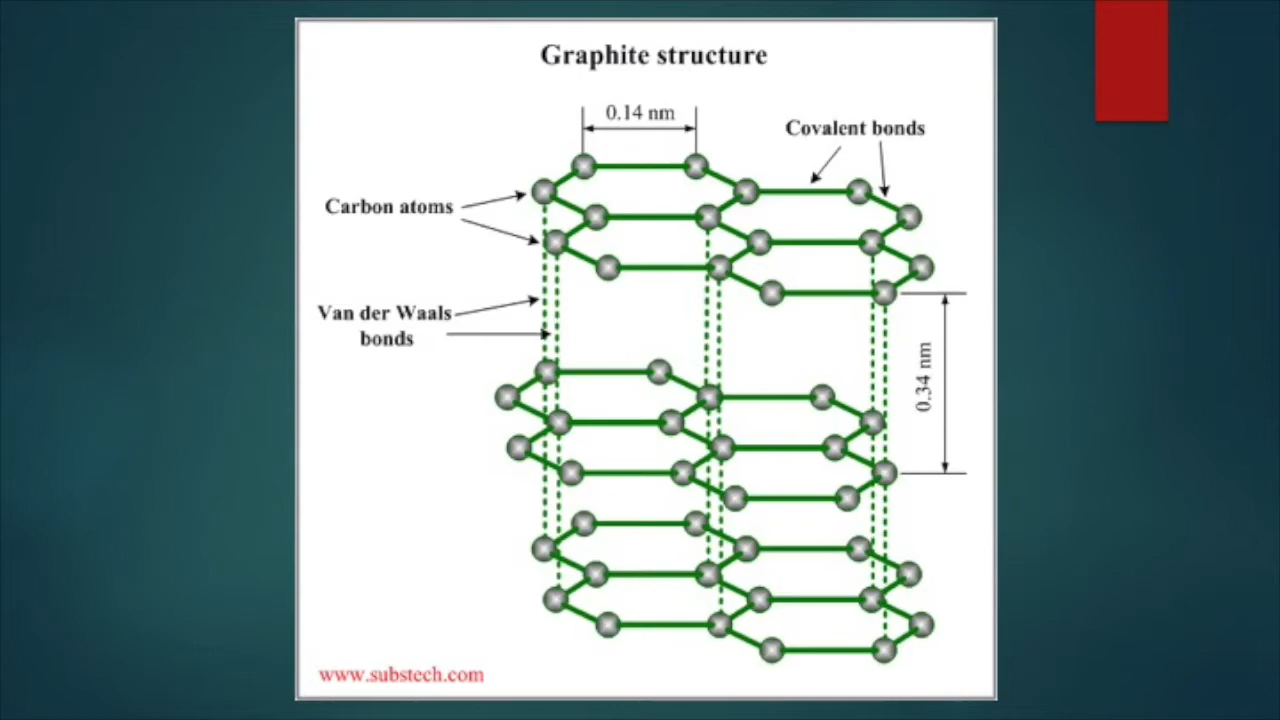 Graphite structure
0.14 nm
Covalent bonds
Carbon atoms
Van der Waals
bonds
0.34 nm
www.substech.com